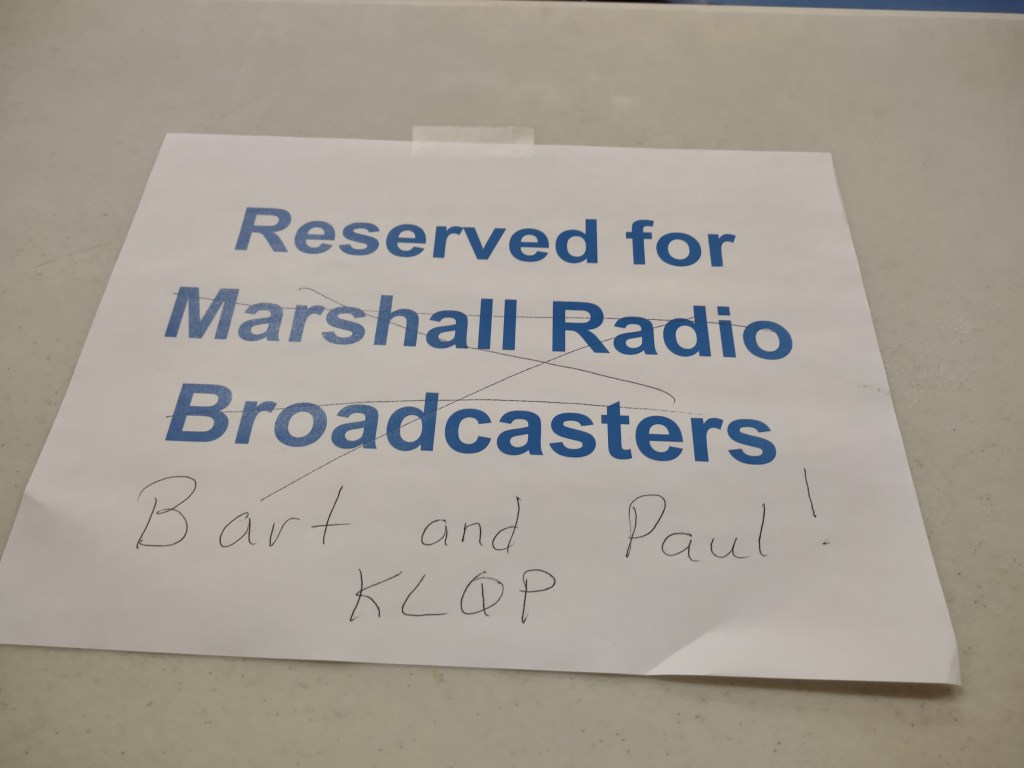 Reserved for
Marshall Radio
Broadcasters
Bart and Paul!
KLQP